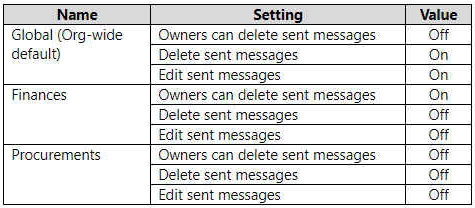 Name Setting Value
Global (Org-wide Owners can delete sent messages Off
default) Delete sent messages On
Edit sent messages On
Finances Owners can delete sent messages On
Delete sent messages Off
Edit sent messages Off
Procurements Owners can delete sent messages Off
Delete sent messages Off
Edit sent messages Off